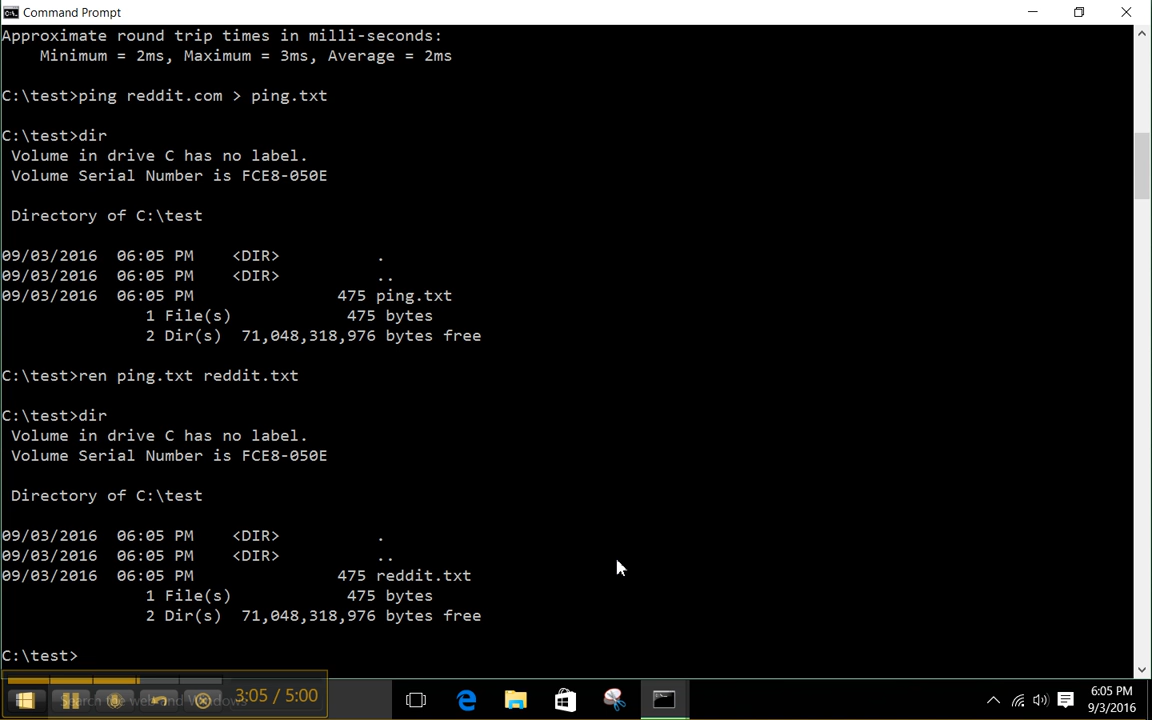 Command Prompt
Approximate round trip times in milli-seconds:
    Minimum = 2ms, Maximum = 3ms, Average = 2ms
C:\test>ping reddit.com > ping.txt
C:\test>dir
 Volume in drive C has no label.
 Volume Serial Number is FCE8-050E
 Directory of C:\test
09/03/2016  06:05 PM    <DIR>          .
09/03/2016  06:05 PM    <DIR>          ..
09/03/2016  06:05 PM               475 ping.txt
               1 File(s)            475 bytes
               2 Dir(s)  71,048,318,976 bytes free
C:\test>ren ping.txt reddit.txt
C:\test>dir
 Volume in drive C has no label.
 Volume Serial Number is FCE8-050E
 Directory of C:\test
09/03/2016  06:05 PM    <DIR>          .
09/03/2016  06:05 PM    <DIR>          ..
09/03/2016  06:05 PM               475 reddit.txt
               1 File(s)            475 bytes
               2 Dir(s)  71,048,318,976 bytes free
C:\test>
Search the web and Windows
3:05 / 5:00
6:05 PM
9/3/2016